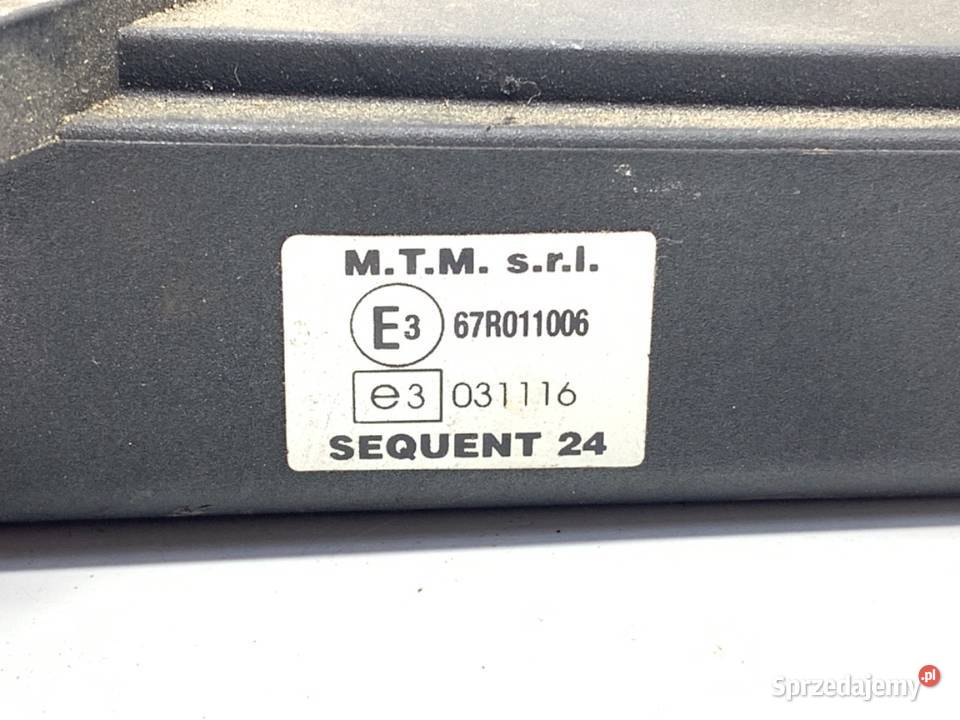 M.T.M. s.r.l.
E3 67R011006
e3 031116
SEQUENT 24
Sprzedajemy.pl